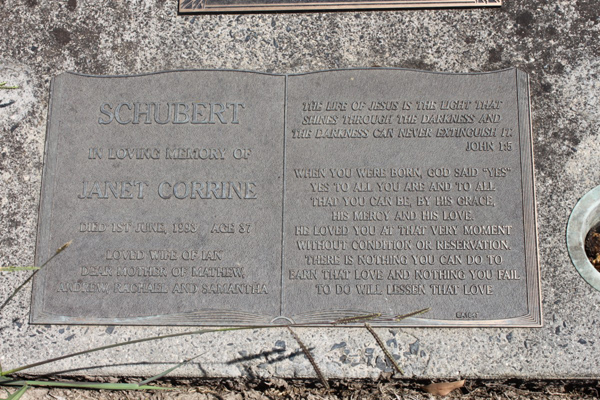 SCHUBERT
IN LOVING MEMORY OF
JANET CORRINE
DIED 1ST JUNE, 1993 AGE 37
LOVED WIFE OF IAN
DEAR MOTHER OF MATHEW,
ANDREW, RACHAEL AND SAMANTHA
THE LIFE OF JESUS IS THE LIGHT THAT
SHINES THROUGH THE DARKNESS AND
THE DARKNESS CAN NEVER EXTINGUISH IT.
JOHN 1:5
WHEN YOU WERE BORN, GOD SAID "YES"
YES TO ALL YOU ARE AND TO ALL
THAT YOU CAN BE, BY HIS GRACE,
HIS MERCY AND HIS LOVE.
HE LOVED YOU AT THAT VERY MOMENT
WITHOUT CONDITION OR RESERVATION.
THERE IS NOTHING YOU CAN DO TO
EARN THAT LOVE AND NOTHING YOU FAIL
TO DO WILL LESSEN THAT LOVE